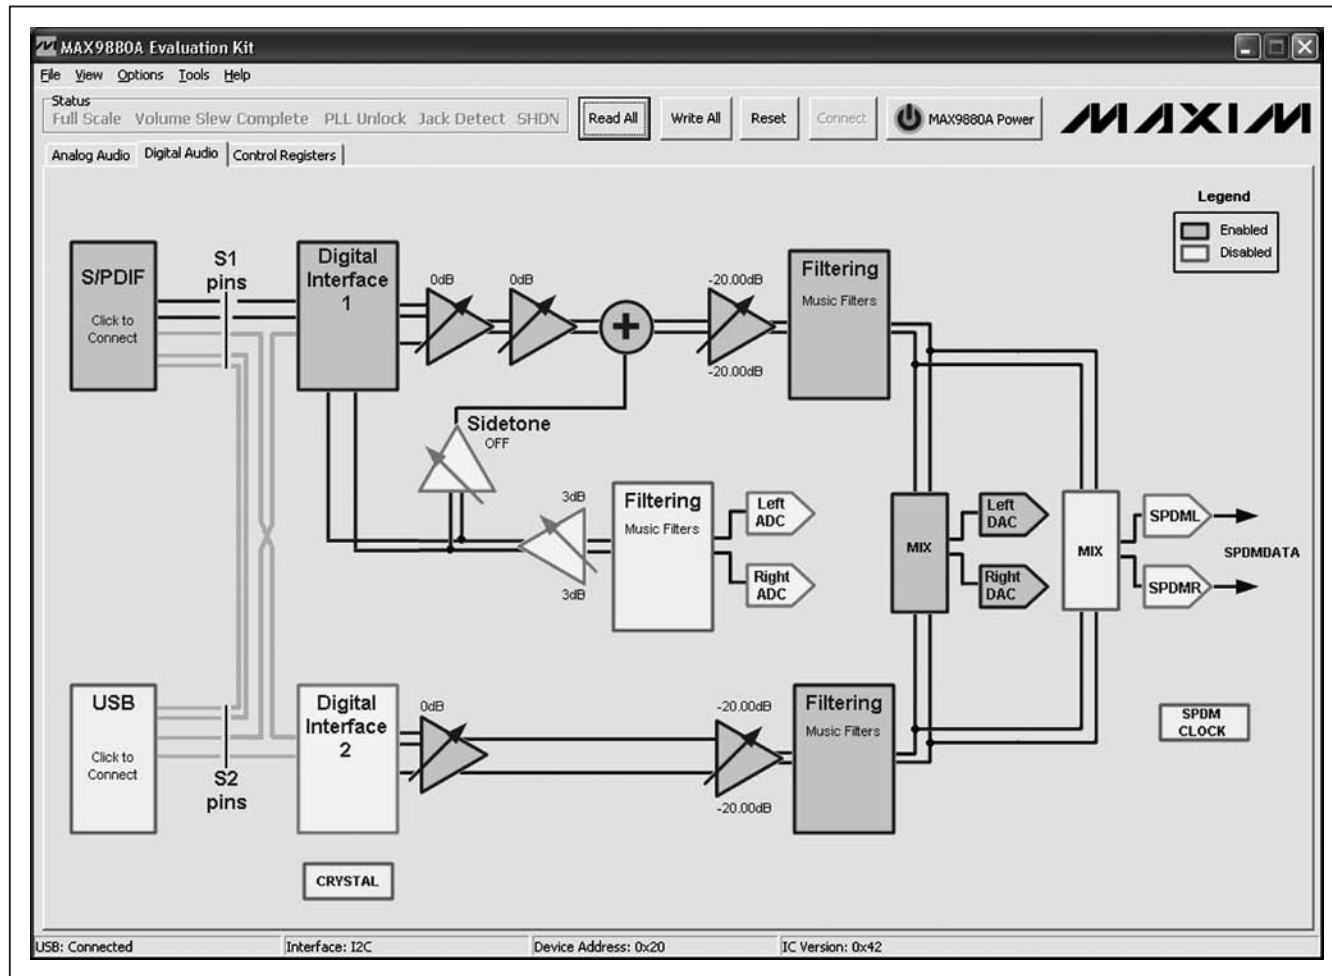 MAX9880A Evaluation Kit
File View Options Tools Help
Status
Full Scale Volume Slew Complete PLL Unlock Jack Detect SHDN
Read All
Write All
Reset
Connect
MAX9880A Power
MAXIM
Analog Audio
Digital Audio
Control Registers
Legend
Enabled
Disabled
S/PDIF
Click to
Connect
S1
pins
Digital
Interface
1
0dB
0dB
-20.00dB
-20.00dB
Filtering
Music Filters
Sidetone
OFF
3dB
3dB
Filtering
Music Filters
Left
ADC
Right
ADC
MIX
Left
DAC
Right
DAC
MIX
SPDML
SPDMR
SPDMDATA
USB
Click to
Connect
S2
pins
Digital
Interface
2
0dB
-20.00dB
-20.00dB
Filtering
Music Filters
SPDM
CLOCK
CRYSTAL
USB: Connected
Interface: I2C
Device Address: 0x20
IC Version: 0x42